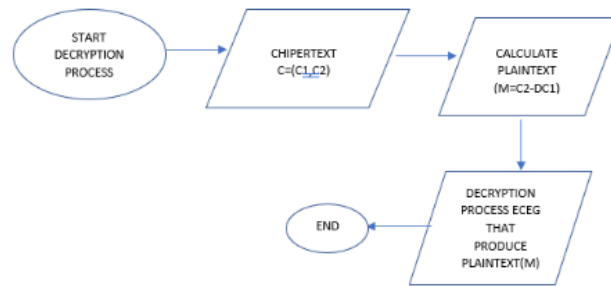 START
DECRYPTION
PROCESS
CHIPERTEXT
C=(C1,C2)
CALCULATE
PLAINTEXT
(M=C2-DC1)
DECRYPTION
PROCESS ECEG
THAT
PRODUCE
PLAINTEXT(M)
END